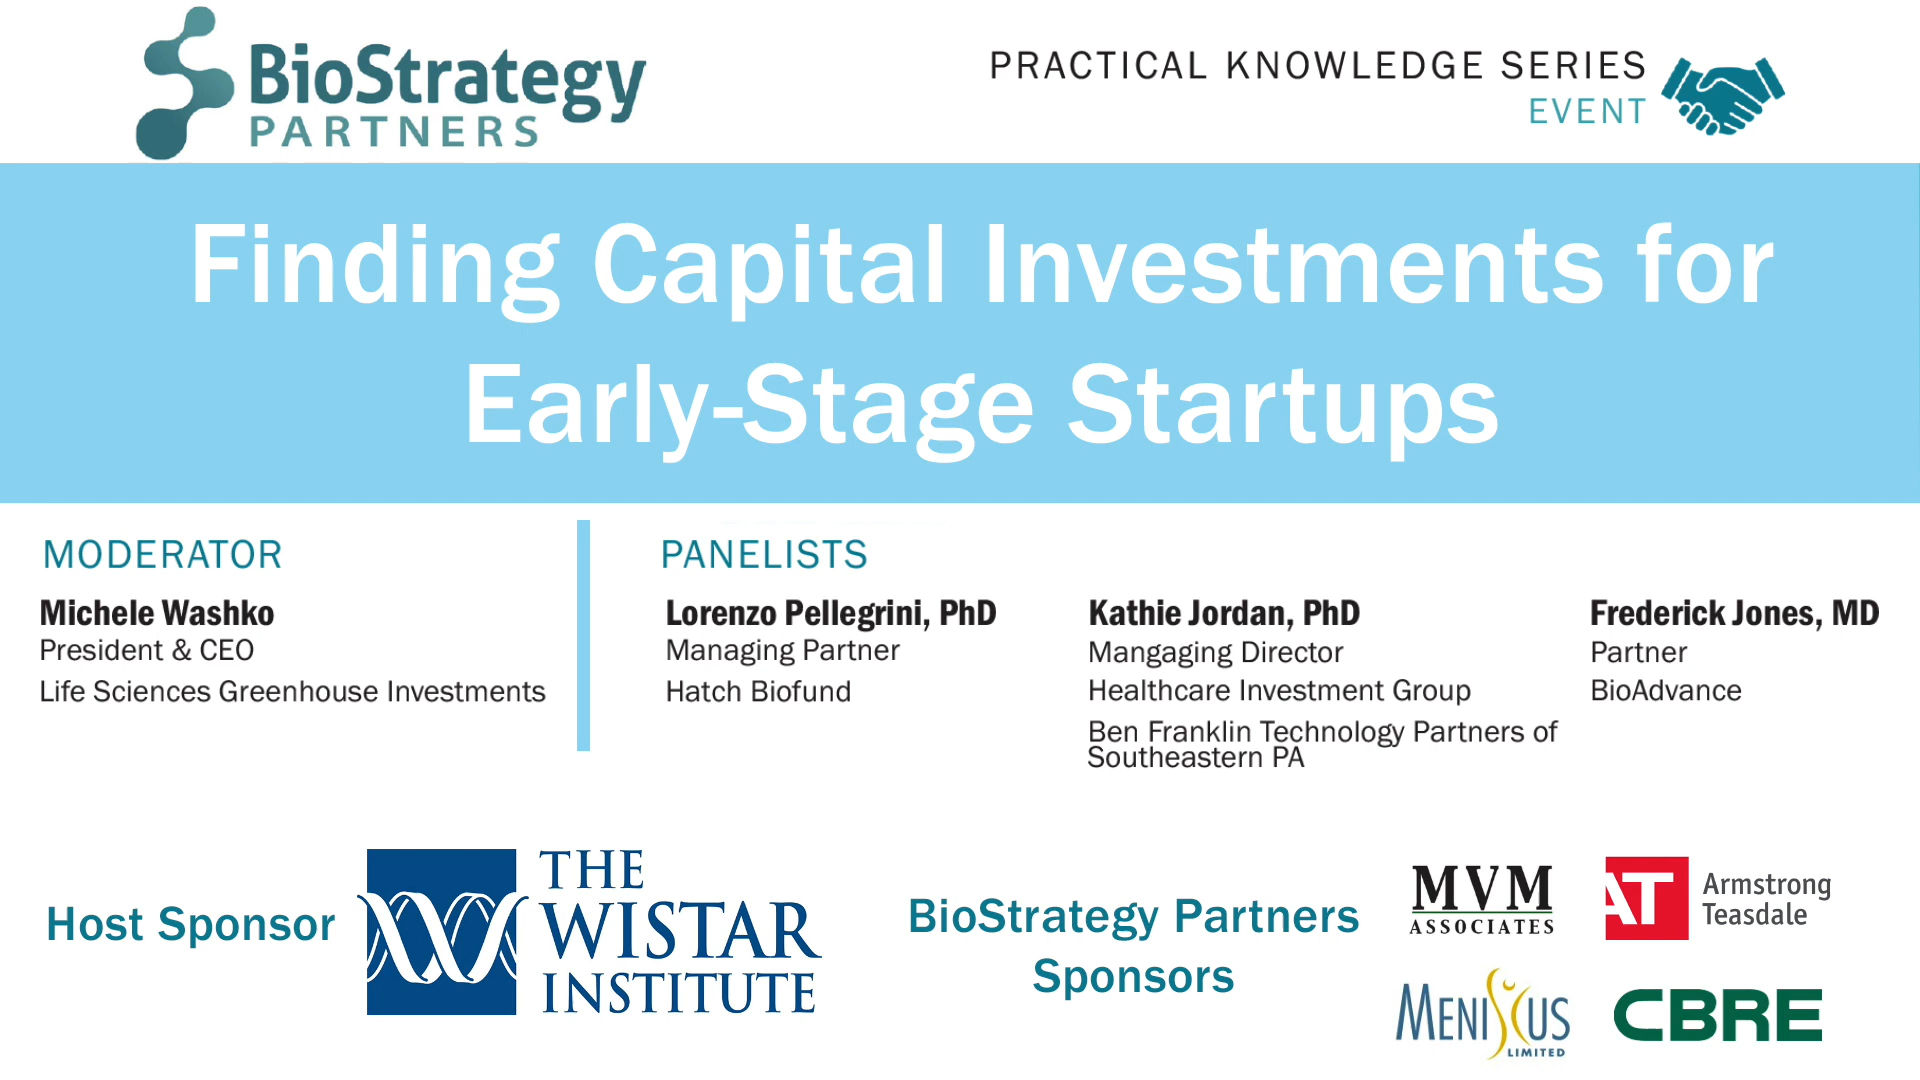 BioStrategy
PARTNERS
PRACTICAL KNOWLEDGE SERIES
EVENT
Finding Capital Investments for
Early-Stage Startups
MODERATOR
Michele Washko
President & CEO
Life Sciences Greenhouse Investments
PANELISTS
Lorenzo Pellegrini, PhD
Managing Partner
Hatch Biofund
Kathie Jordan, PhD
Mangaging Director
Healthcare Investment Group
Ben Franklin Technology Partners of
Southeastern PA
Frederick Jones, MD
Partner
BioAdvance
Host Sponsor
THE
WISTAR
INSTITUTE
BioStrategy Partners
Sponsors
MVM
ASSOCIATES
AT
Armstrong
Teasdale
MENISCUS
LIMITED
CBRE